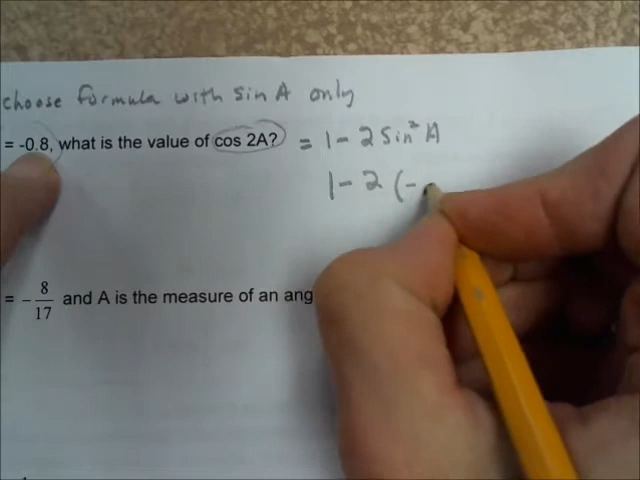 choose formula with sin A only
= -0.8, what is the value of cos 2A? = 1 - 2 sin² A
1 - 2 (-
= - 8/17 and A is the measure of an ang